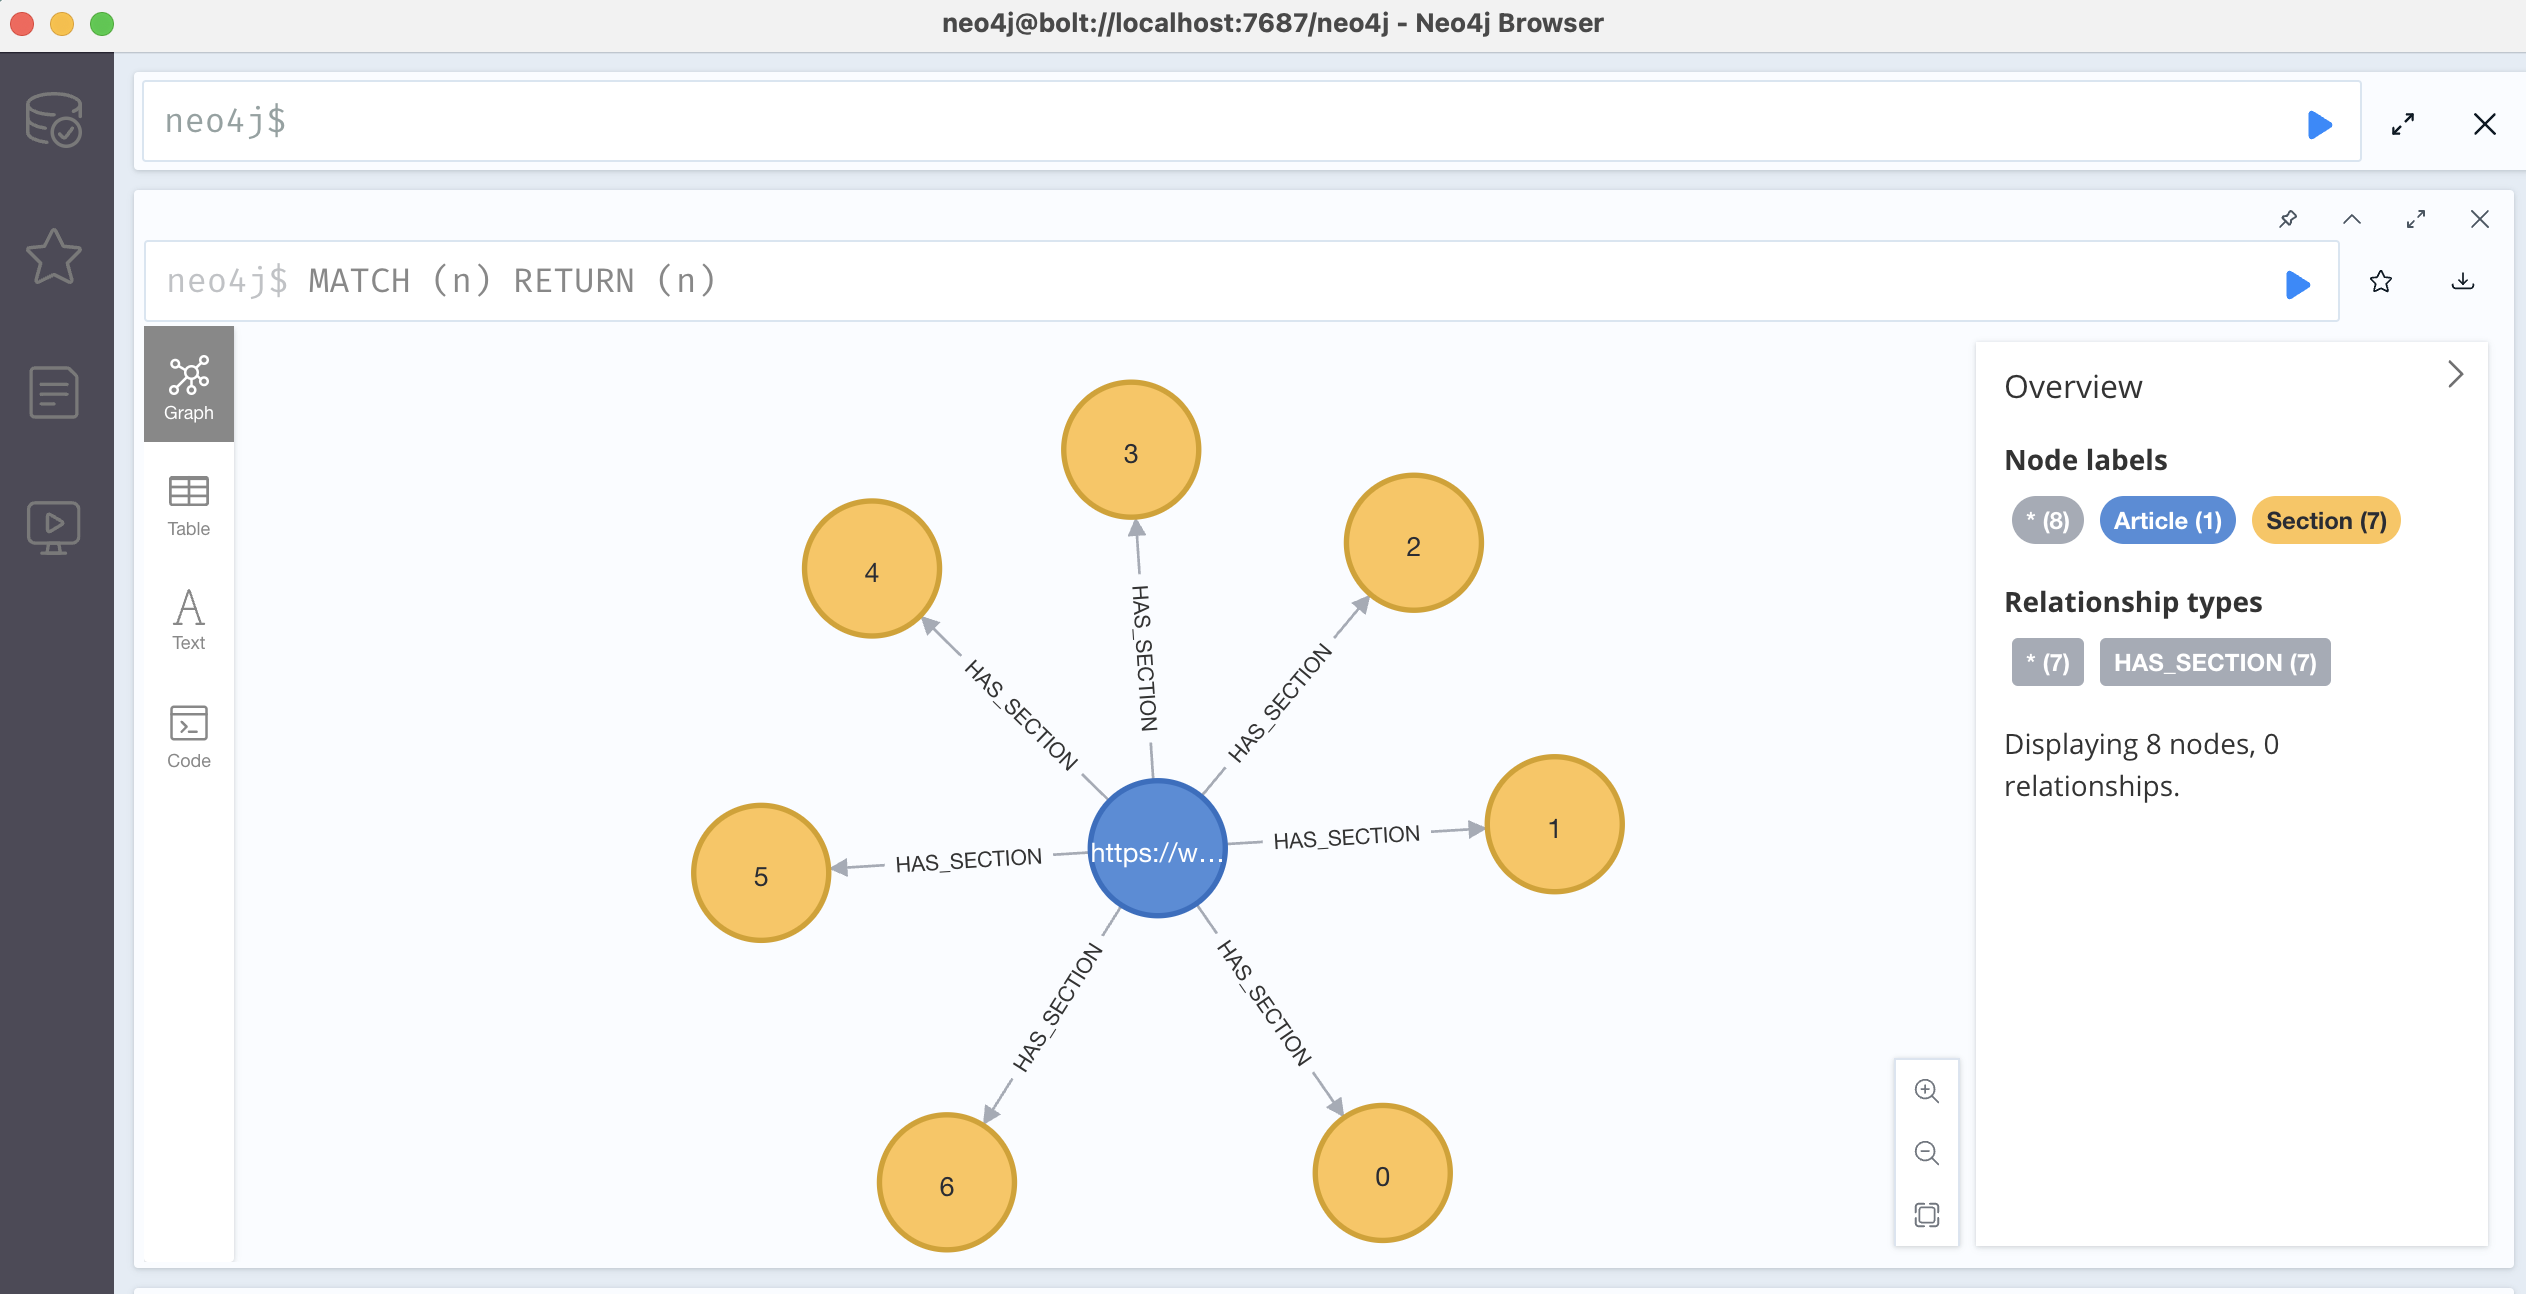 neo4j@bolt://localhost:7687/neo4j - Neo4j Browser
neo4j$
neo4j$ MATCH (n) RETURN (n)
Graph
Table
Text
Code
3
2
4
1
5
6
0
https://w...
HAS_SECTION
HAS_SECTION
HAS_SECTION
HAS_SECTION
HAS_SECTION
HAS_SECTION
HAS_SECTION
Overview
Node labels
* (8) Article (1) Section (7)
Relationship types
* (7) HAS_SECTION (7)
Displaying 8 nodes, 0
relationships.